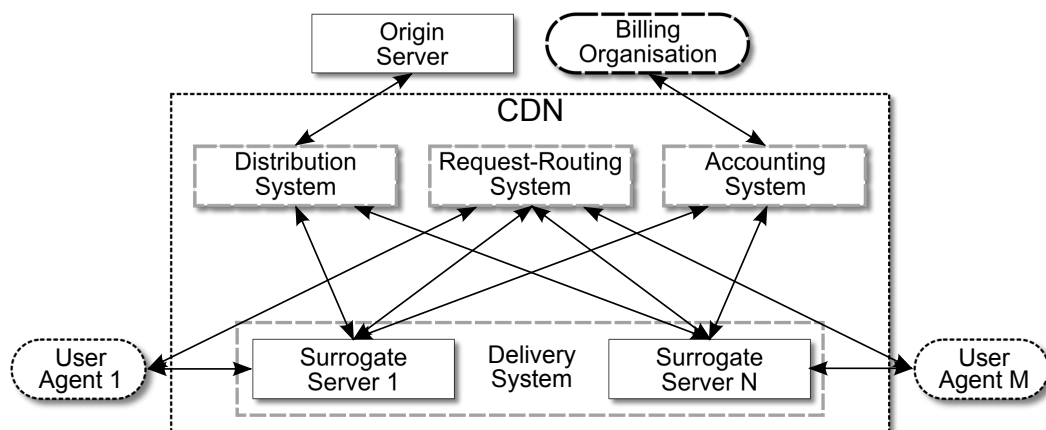 Origin
Server
Billing
Organisation
CDN
Distribution
System
Request-Routing
System
Accounting
System
User
Agent 1
Surrogate
Server 1
Delivery
System
Surrogate
Server N
User
Agent M